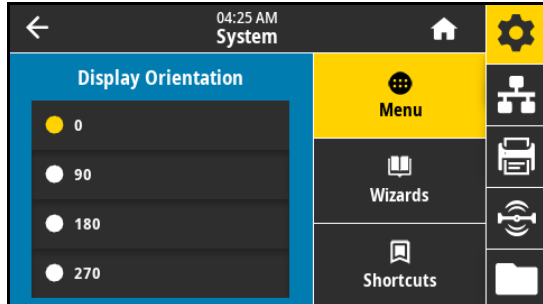 04:25 AM
System
Display Orientation
0
90
180
270
Menu
Wizards
Shortcuts